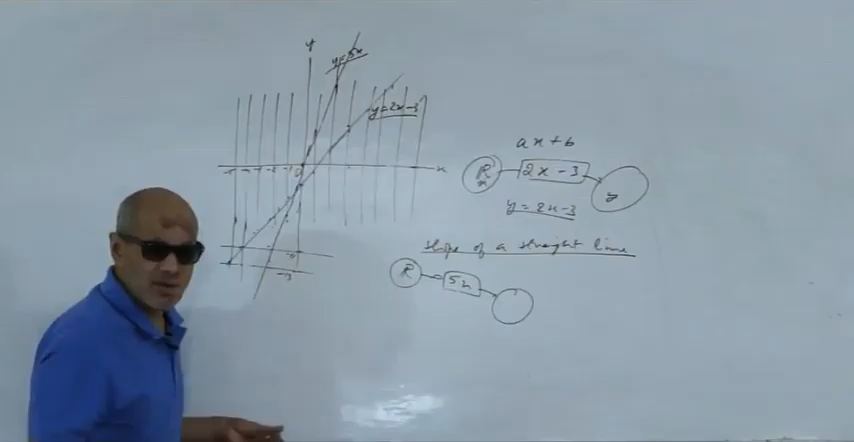 y
y=5x
y=2x-3
x
ax+b
R
x
2x-3
y
y=2x-3
slope of a straight line
R
5x